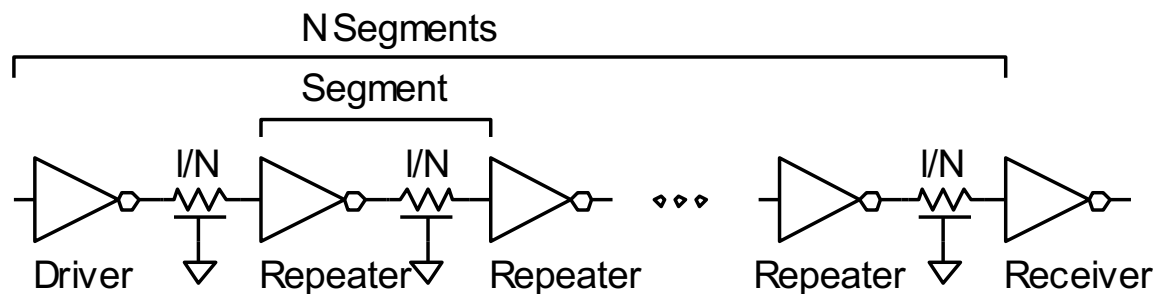 N Segments
Segment
l/N l/N l/N
Driver Repeater Repeater Repeater Receiver